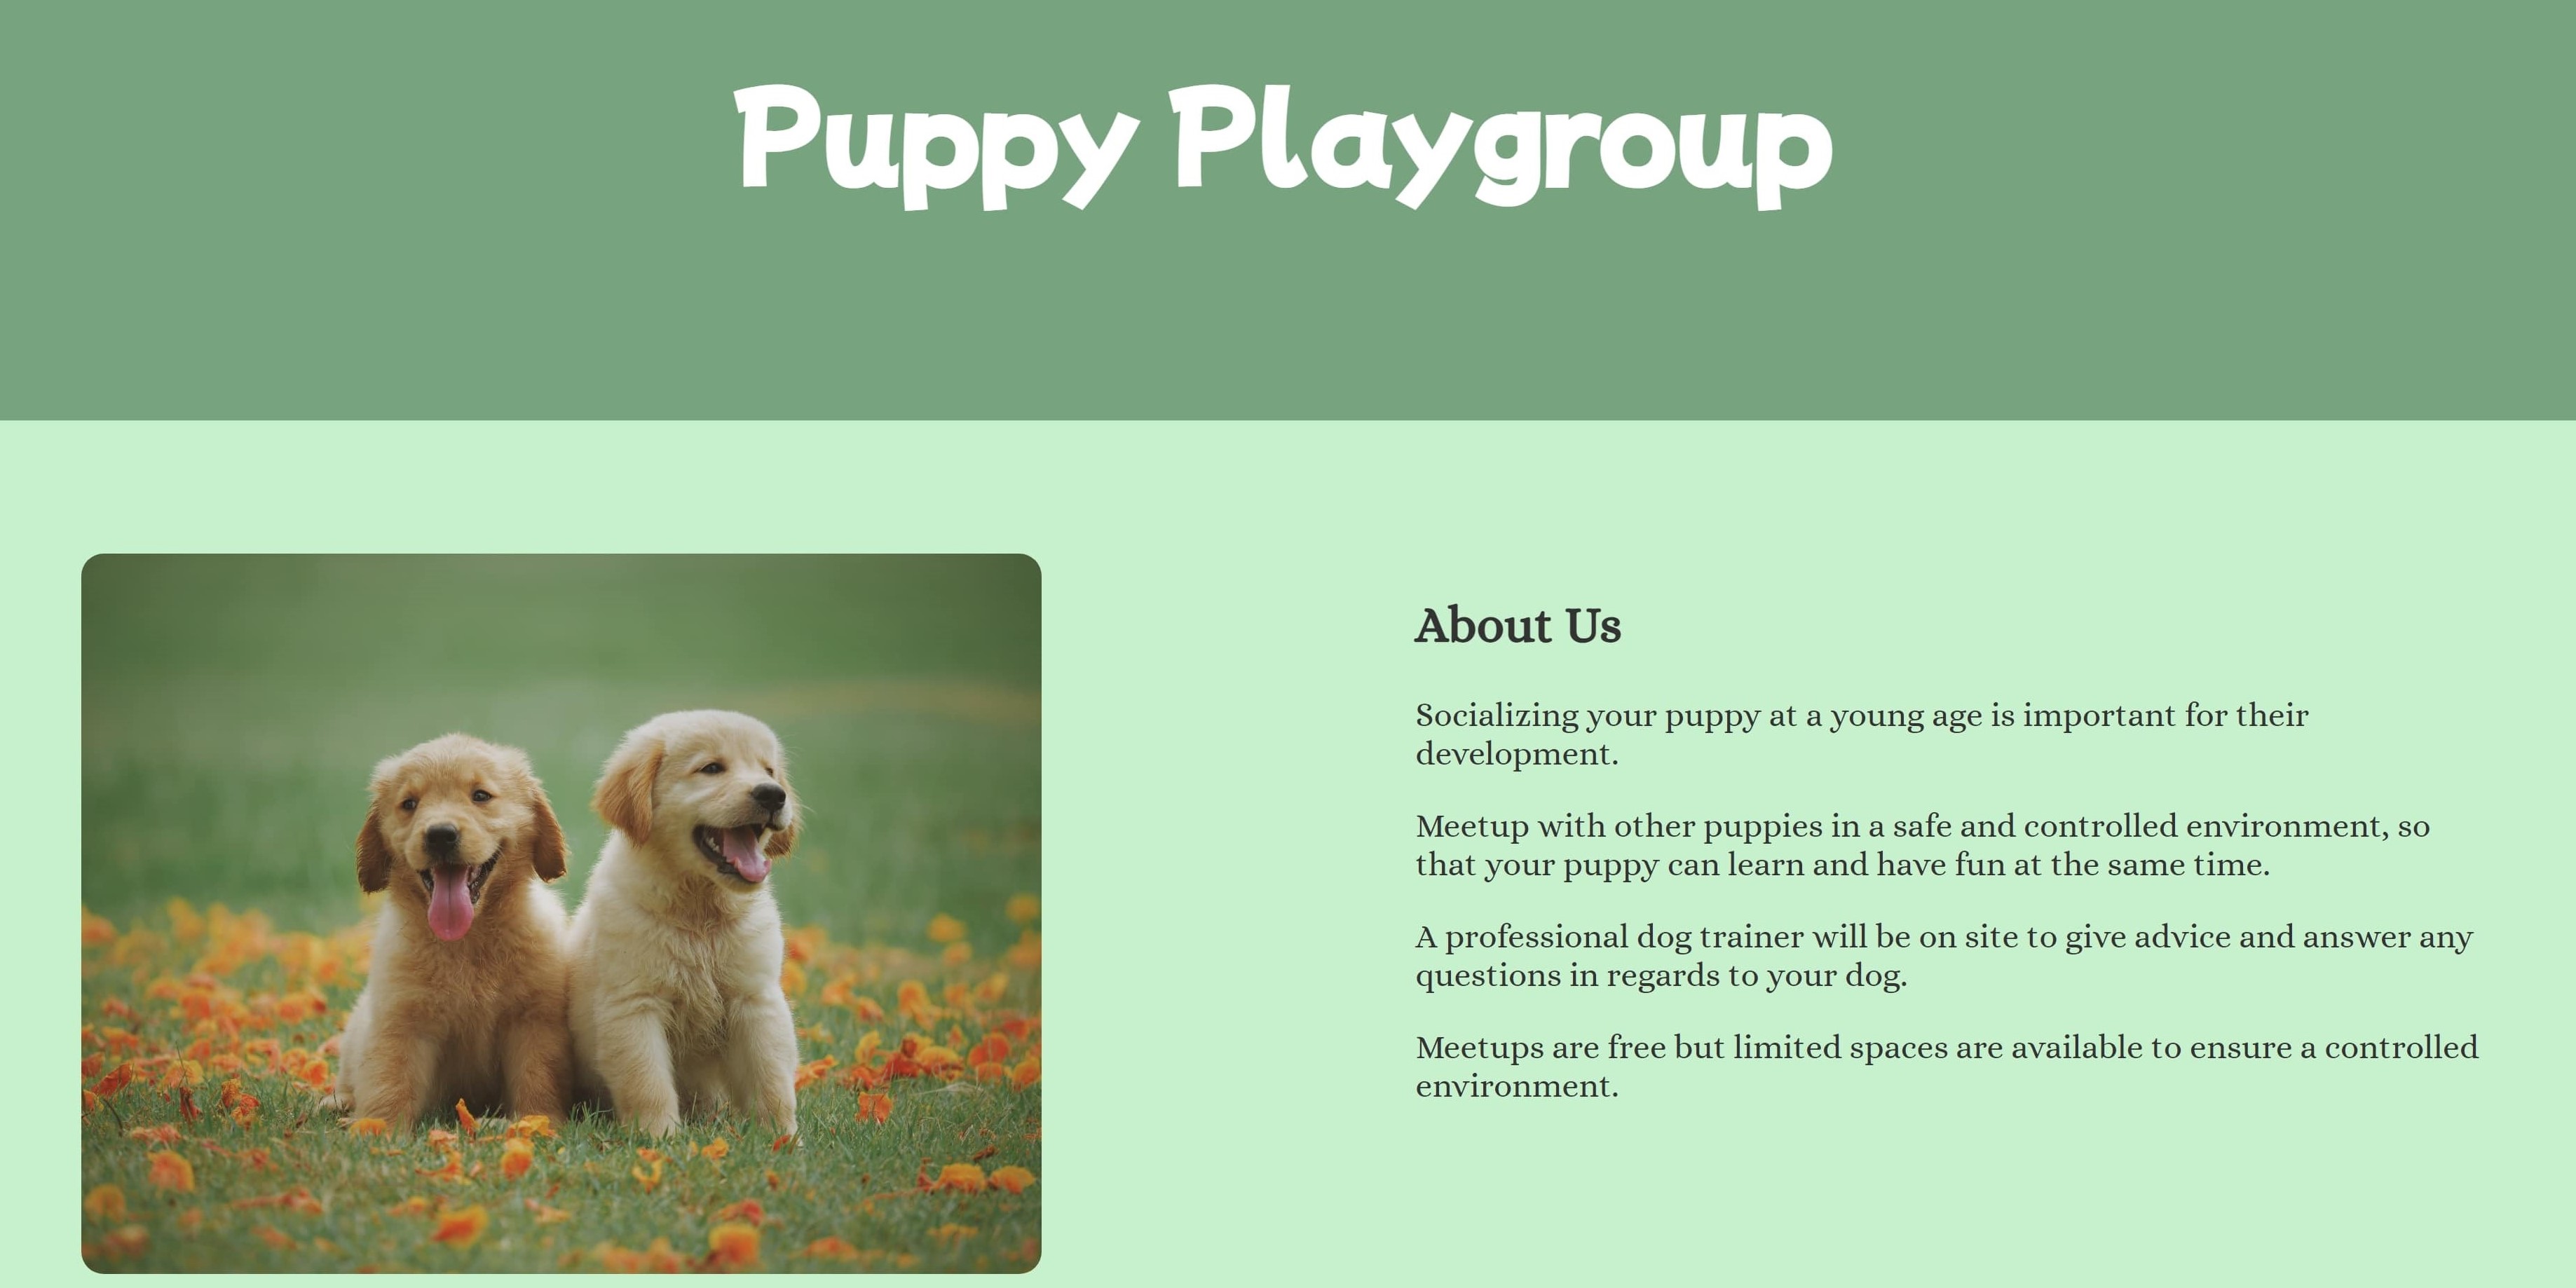 Puppy Playgroup
About Us
Socializing your puppy at a young age is important for their
development.
Meetup with other puppies in a safe and controlled environment, so
that your puppy can learn and have fun at the same time.
A professional dog trainer will be on site to give advice and answer any
questions in regards to your dog.
Meetups are free but limited spaces are available to ensure a controlled
environment.